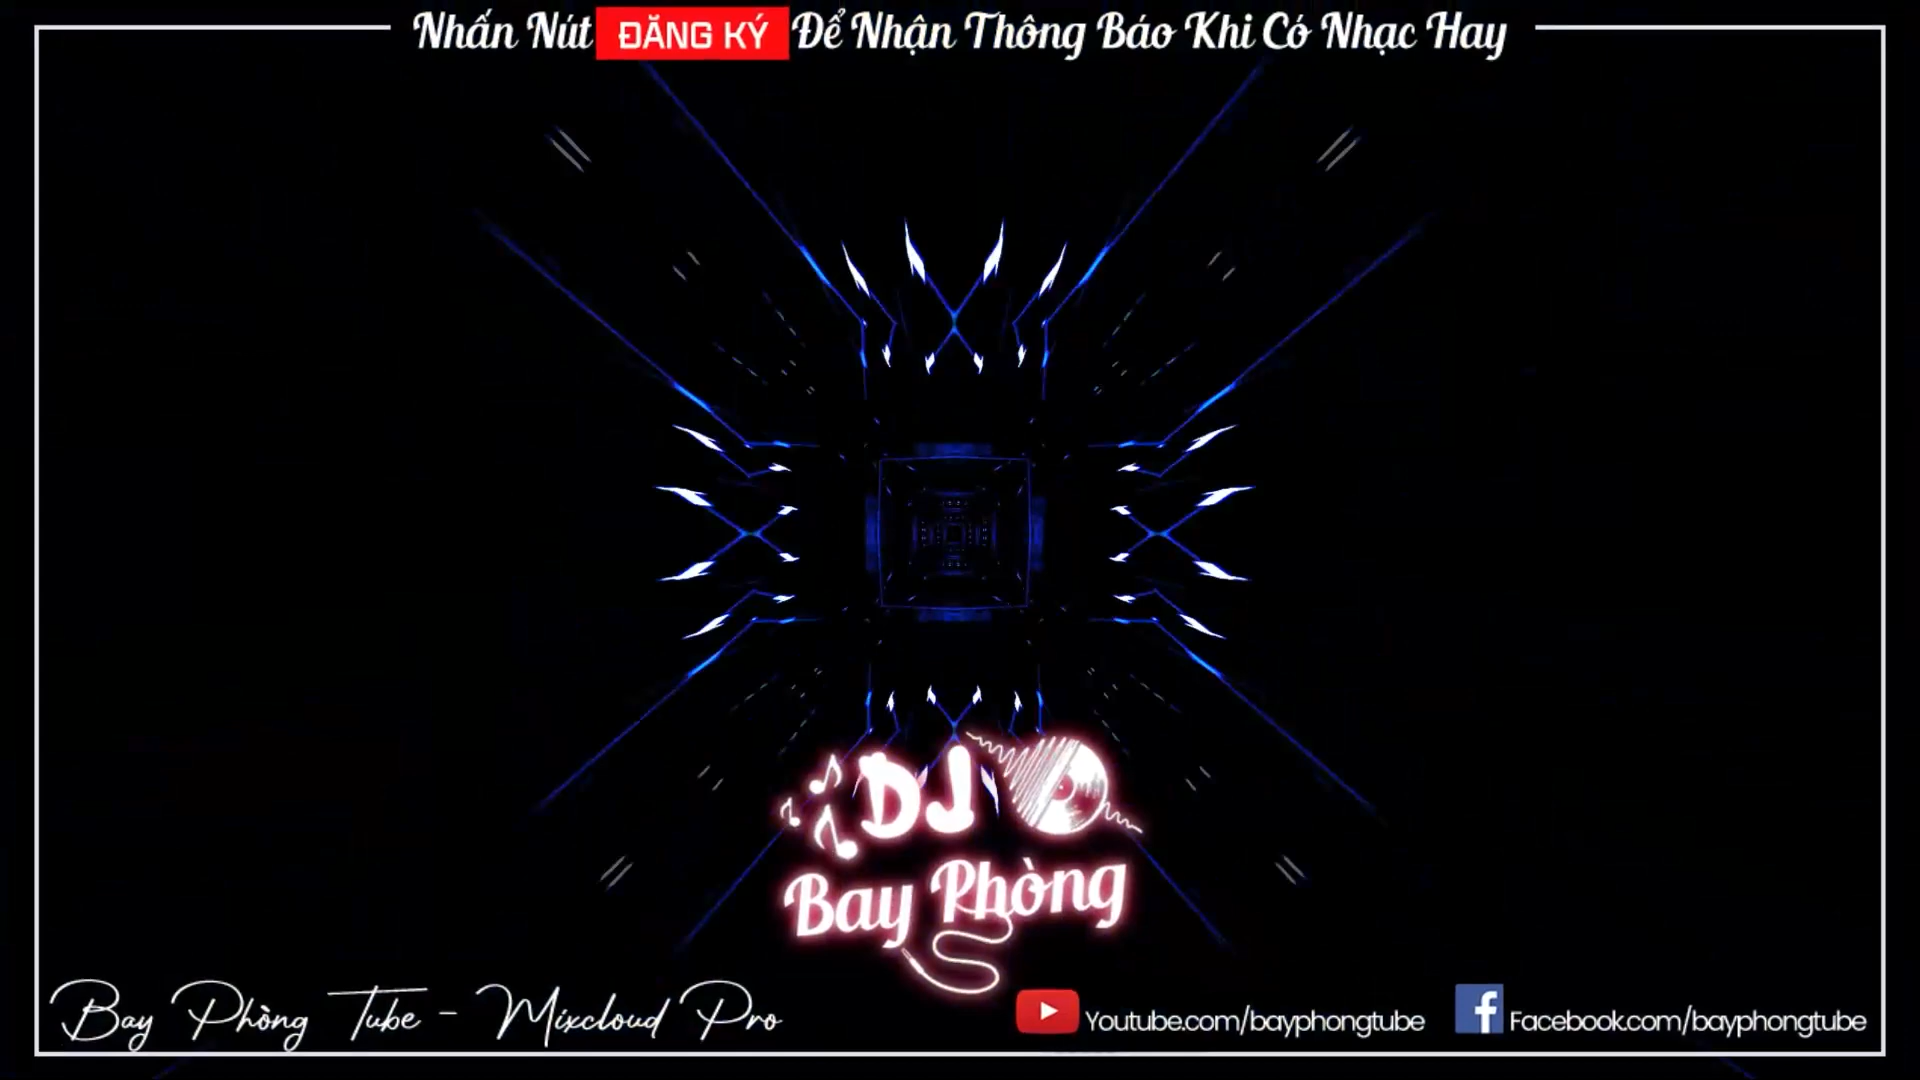 Nhấn Nút ĐĂNG KÝ Để Nhận Thông Báo Khi Có Nhạc Hay
DJ
Bay Phòng
Bay Phòng Tube - Mixcloud Pro
Youtube.com/bayphongtube
Facebook.com/bayphongtube